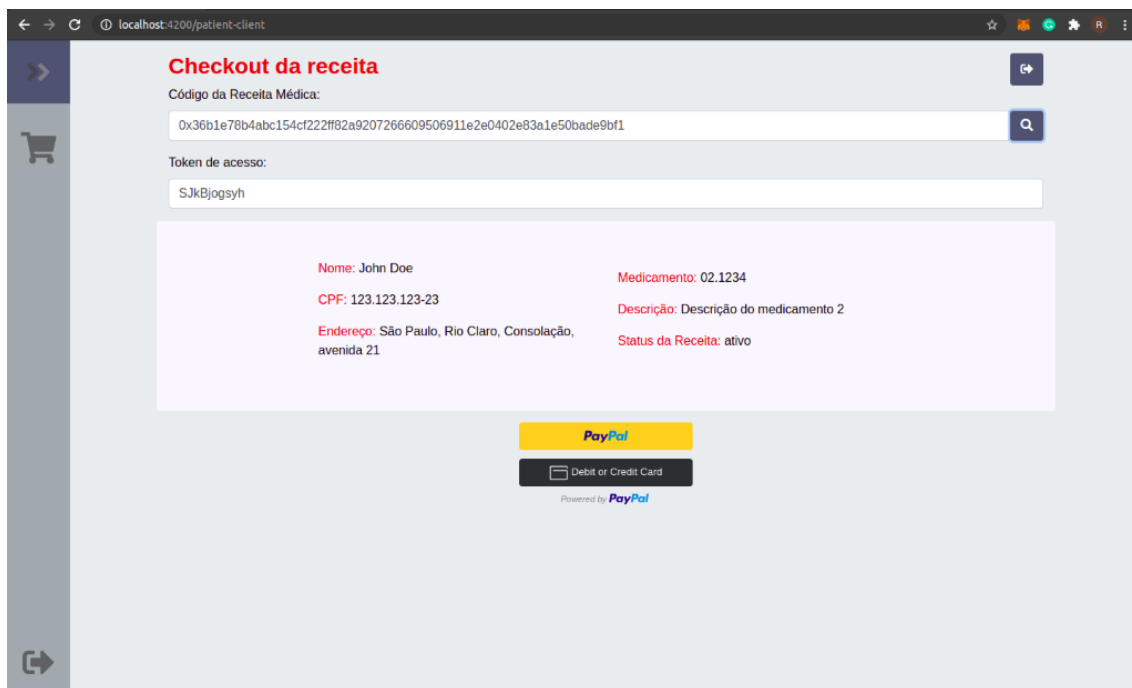 localhost:4200/patient-client
R
Checkout da receita
Código da Receita Médica:
0x36b1e78b4abc154cf222ff82a9207266609506911e2e0402e83a1e50bade9bf1
Token de acesso:
SJkBjogsyh
Nome: John Doe
CPF: 123.123.123-23
Endereço: São Paulo, Rio Claro, Consolação,
avenida 21
Medicamento: 02.1234
Descrição: Descrição do medicamento 2
Status da Receita: ativo
PayPal
Debit or Credit Card
Powered by PayPal